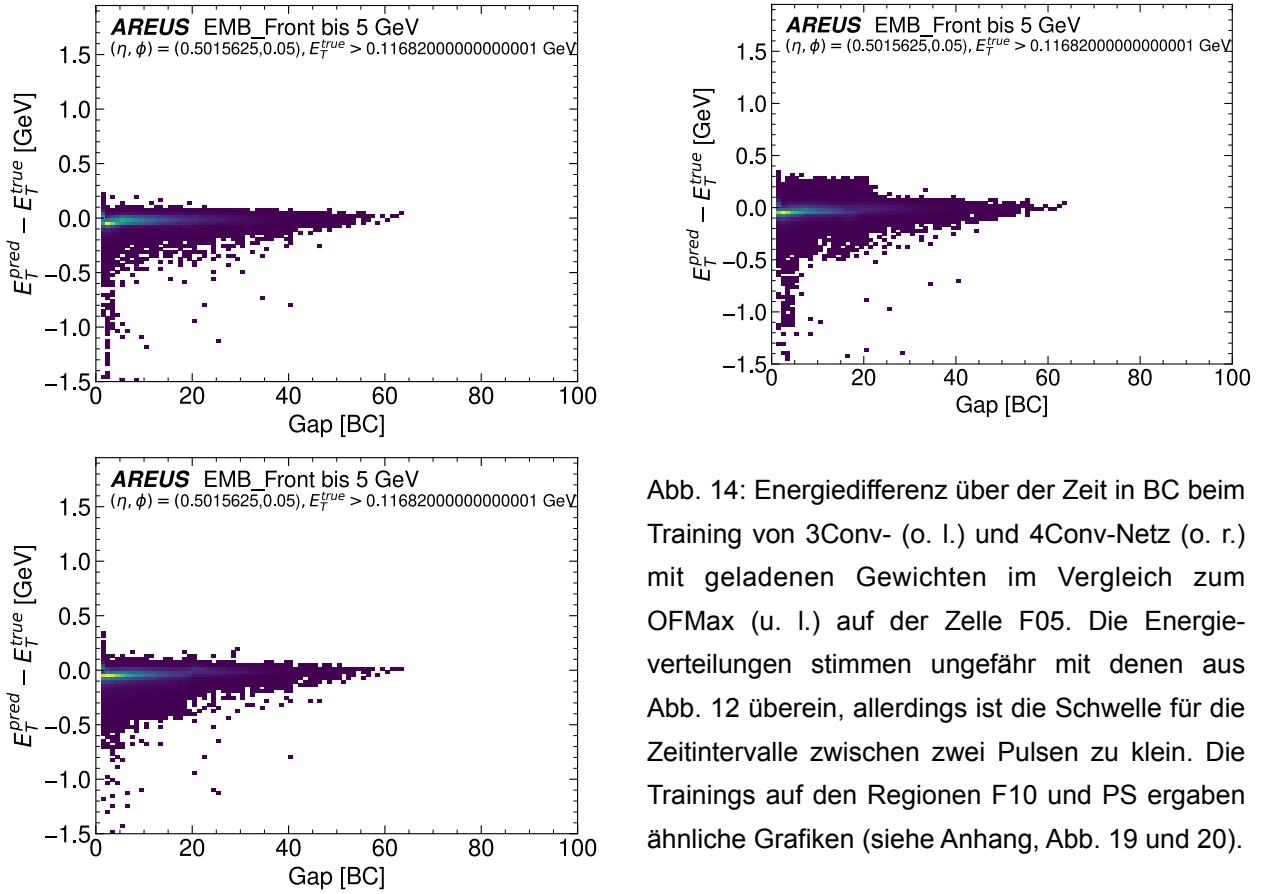 AREUS EMB_Front bis 5 GeV
(η, ϕ) = (0.5015625,0.05), E_T^true > 0.11682000000000001 GeV
E_T^pred − E_T^true [GeV]
1.5
1.0
0.5
0.0
−0.5
−1.0
−1.5
0 20 40 60 80 100
Gap [BC]
AREUS EMB_Front bis 5 GeV
(η, ϕ) = (0.5015625,0.05), E_T^true > 0.11682000000000001 GeV
E_T^pred − E_T^true [GeV]
1.5
1.0
0.5
0.0
−0.5
−1.0
−1.5
0 20 40 60 80 100
Gap [BC]
AREUS EMB_Front bis 5 GeV
(η, ϕ) = (0.5015625,0.05), E_T^true > 0.11682000000000001 GeV
E_T^pred − E_T^true [GeV]
1.5
1.0
0.5
0.0
−0.5
−1.0
−1.5
0 20 40 60 80 100
Gap [BC]
Abb. 14: Energiedifferenz über der Zeit in BC beim
Training von 3Conv- (o. l.) und 4Conv-Netz (o. r.)
mit geladenen Gewichten im Vergleich zum
OFMax (u. l.) auf der Zelle F05. Die Energie-
verteilungen stimmen ungefähr mit denen aus
Abb. 12 überein, allerdings ist die Schwelle für die
Zeitintervalle zwischen zwei Pulsen zu klein. Die
Trainings auf den Regionen F10 und PS ergaben
ähnliche Grafiken (siehe Anhang, Abb. 19 und 20).